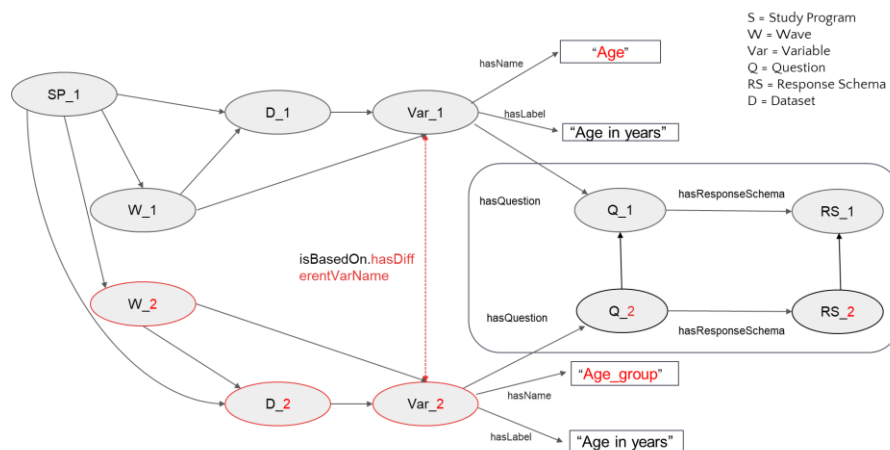 S = Study Program
W = Wave
Var = Variable
Q = Question
RS = Response Schema
D = Dataset
"Age"
hasName
SP_1
D_1
Var_1
hasLabel
"Age in years"
W_1
hasQuestion
Q_1
hasResponseSchema
RS_1
isBasedOn.hasDiff
erentVarName
W_2
hasQuestion
Q_2
hasResponseSchema
RS_2
D_2
Var_2
"Age_group"
hasName
hasLabel
"Age in years"